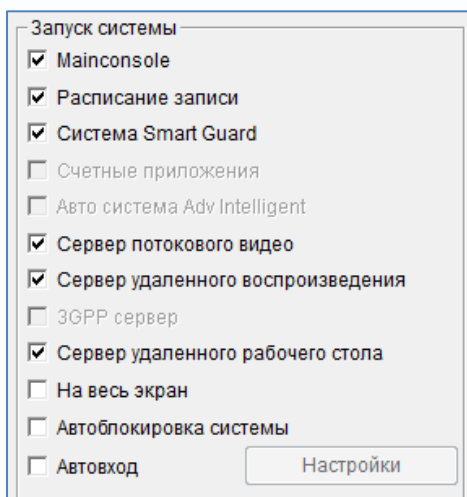 Запуск системы
Mainconsole
Расписание записи
Система Smart Guard
Счетные приложения
Авто система Adv Intelligent
Сервер потокового видео
Сервер удаленного воспроизведения
3GPP сервер
Сервер удаленного рабочего стола
На весь экран
Автоблокировка системы
Автовход Настройки